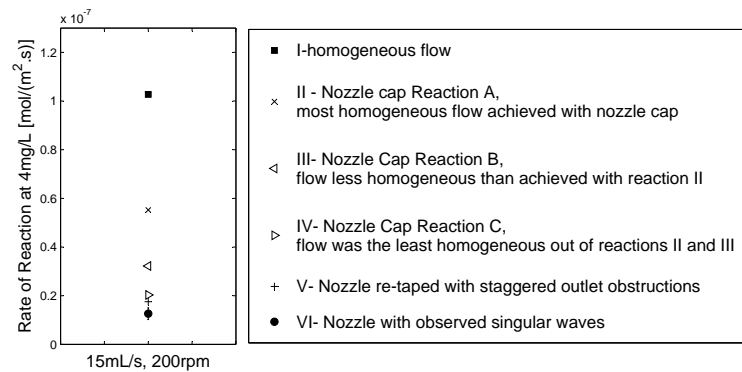 x 10⁻⁷
Rate of Reaction at 4mg/L [mol/(m².s)]
1.2
1
0.8
0.6
0.4
0.2
0
15mL/s, 200rpm
I-homogeneous flow
II - Nozzle cap Reaction A,
most homogeneous flow achieved with nozzle cap
III- Nozzle Cap Reaction B,
flow less homogeneous than achieved with reaction II
IV- Nozzle Cap Reaction C,
flow was the least homogeneous out of reactions II and III
V- Nozzle re-taped with staggered outlet obstructions
VI- Nozzle with observed singular waves